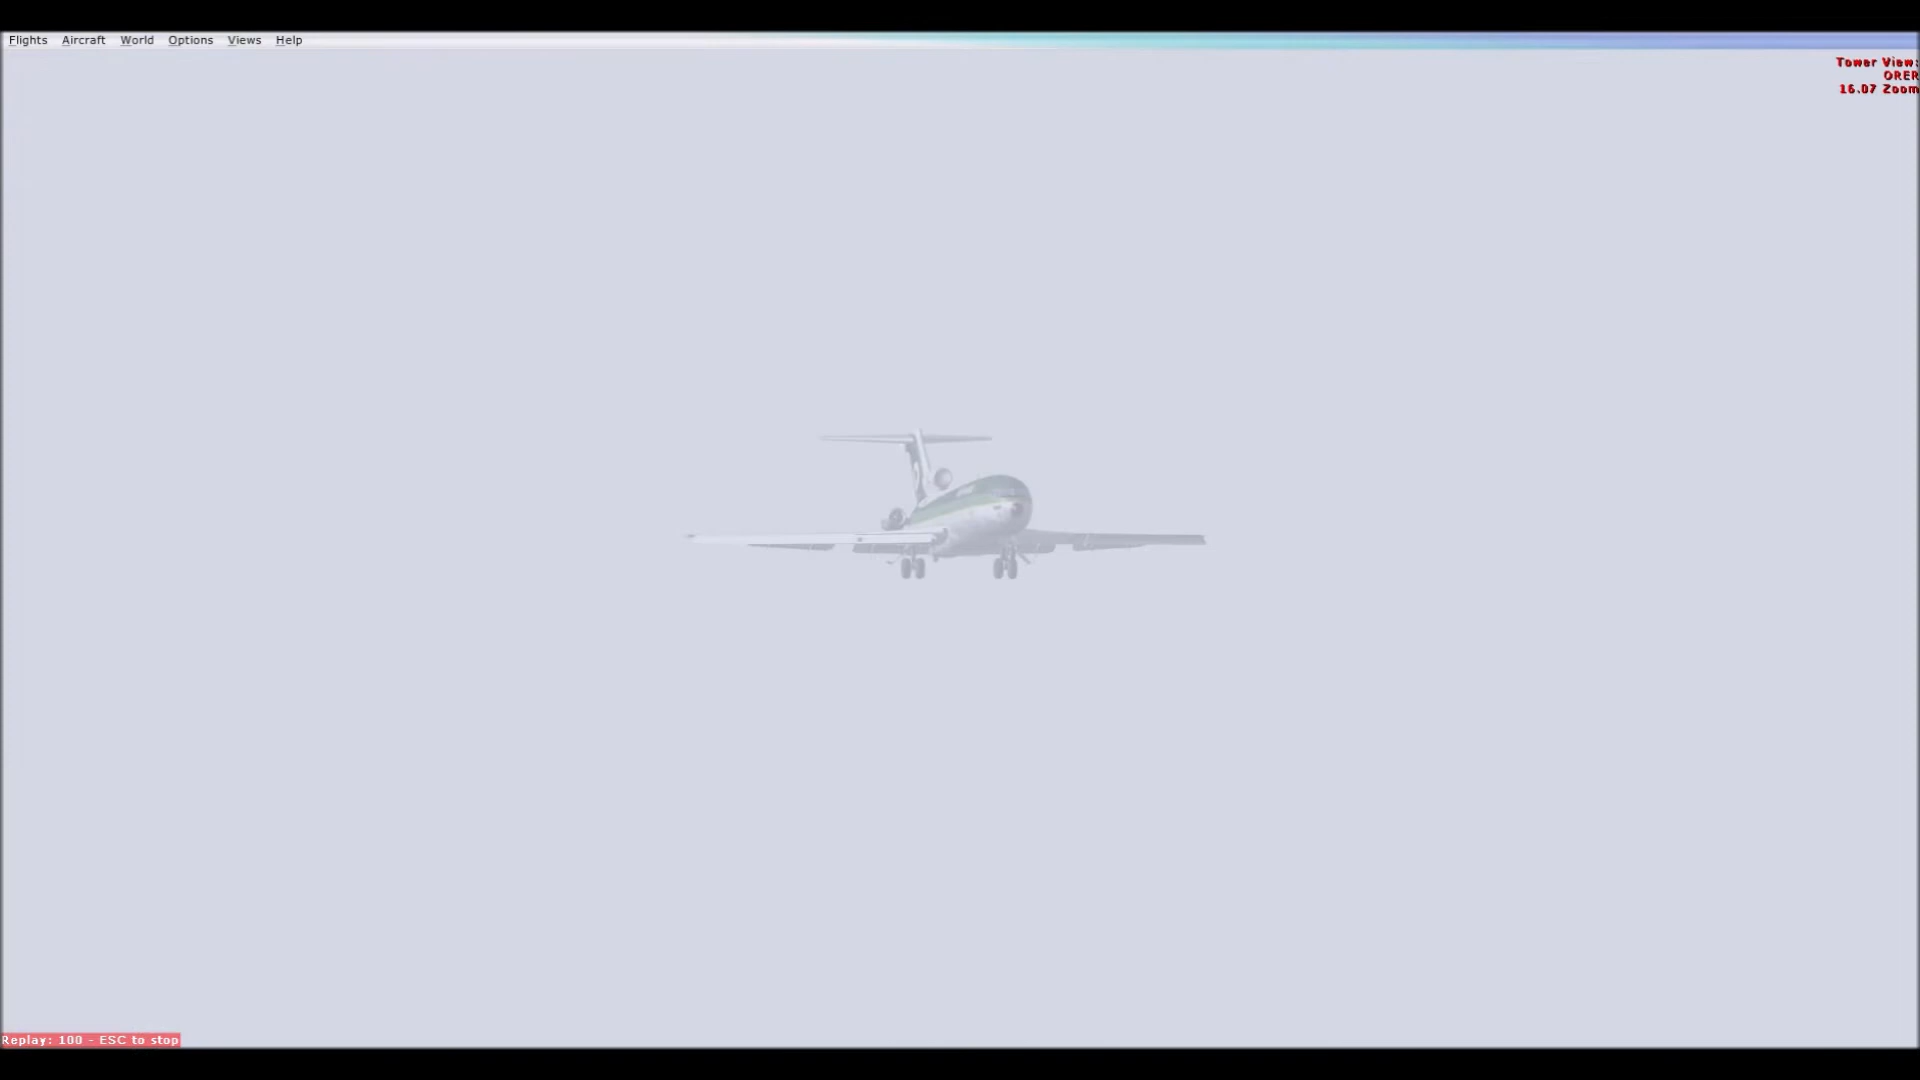 Flights Aircraft World Options Views Help
Tower View:
ORER
16.07 Zoom
Replay: 100 - ESC to stop